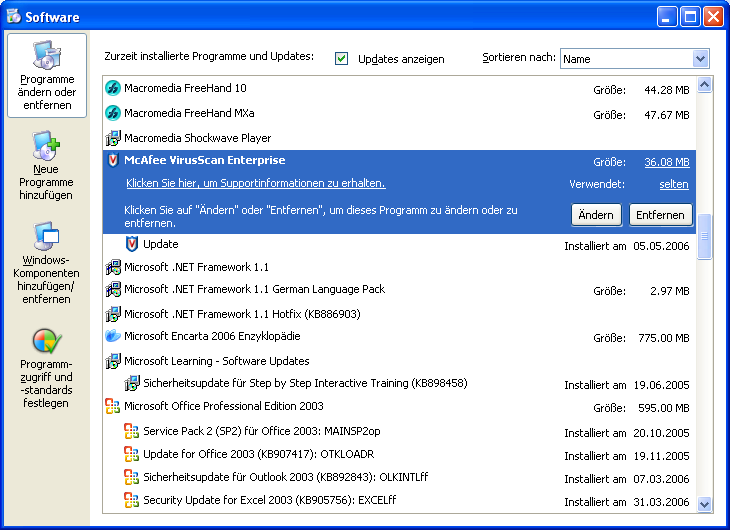 Software
Programme
ändern oder
entfernen
Neue
Programme
hinzufügen
Windows-
Komponenten
hinzufügen/
entfernen
Programm-
zugriff und
-standards
festlegen
Zurzeit installierte Programme und Updates: Updates anzeigen Sortieren nach: Name
Macromedia FreeHand 10 Größe: 44.28 MB
Macromedia FreeHand MXa Größe: 47.67 MB
Macromedia Shockwave Player
McAfee VirusScan Enterprise Größe: 36.08 MB
Klicken Sie hier, um Supportinformationen zu erhalten. Verwendet: selten
Klicken Sie auf "Ändern" oder "Entfernen", um dieses Programm zu ändern oder zu
entfernen. Ändern Entfernen
Update Installiert am 05.05.2006
Microsoft .NET Framework 1.1
Microsoft .NET Framework 1.1 German Language Pack Größe: 2.97 MB
Microsoft .NET Framework 1.1 Hotfix (KB886903)
Microsoft Encarta 2006 Enzyklopädie Größe: 775.00 MB
Microsoft Learning - Software Updates
Sicherheitsupdate für Step by Step Interactive Training (KB898458) Installiert am 19.06.2005
Microsoft Office Professional Edition 2003 Größe: 595.00 MB
Service Pack 2 (SP2) für Office 2003: MAINSP2op Installiert am 20.10.2005
Update for Office 2003 (KB907417): OTKLOADR Installiert am 19.11.2005
Sicherheitsupdate für Outlook 2003 (KB892843): OLKINTLff Installiert am 07.03.2006
Security Update for Excel 2003 (KB905756): EXCELff Installiert am 31.03.2006